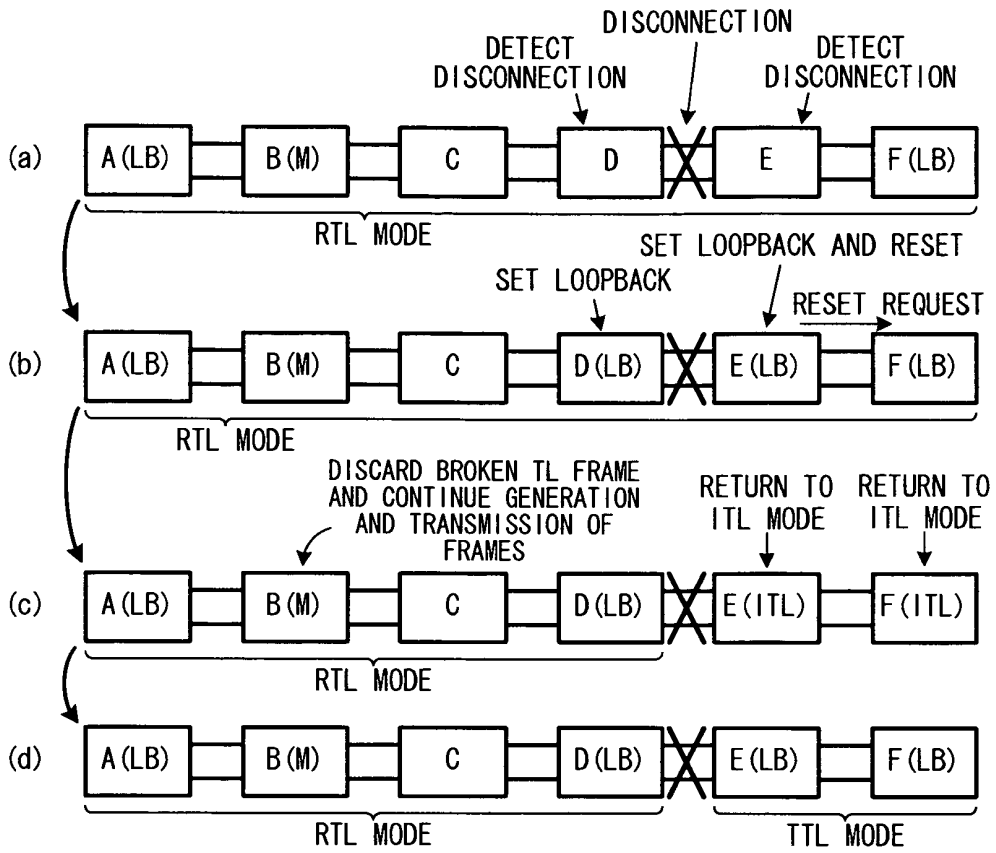 DISCONNECTION
DETECT
DISCONNECTION
DETECT
DISCONNECTION
(a)
A(LB)
B(M)
C
D
E
F(LB)
RTL MODE
SET LOOPBACK
SET LOOPBACK AND RESET
RESET REQUEST
(b)
A(LB)
B(M)
C
D(LB)
E(LB)
F(LB)
RTL MODE
DISCARD BROKEN TL FRAME
AND CONTINUE GENERATION
AND TRANSMISSION OF
FRAMES
RETURN TO
ITL MODE
RETURN TO
ITL MODE
(c)
A(LB)
B(M)
C
D(LB)
E(ITL)
F(ITL)
RTL MODE
(d)
A(LB)
B(M)
C
D(LB)
E(LB)
F(LB)
RTL MODE
TTL MODE